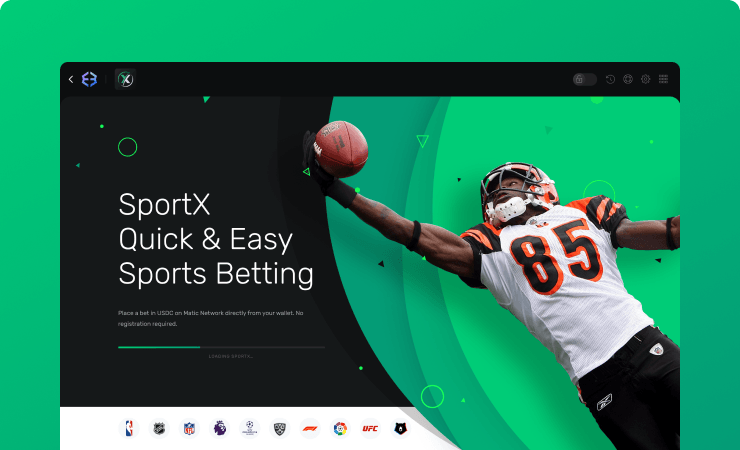 SportX
Quick & Easy
Sports Betting
85
Place a bet in USDC on Matic Network directly from your wallet. No
registration required.
LOADING SPORTX...
UFC